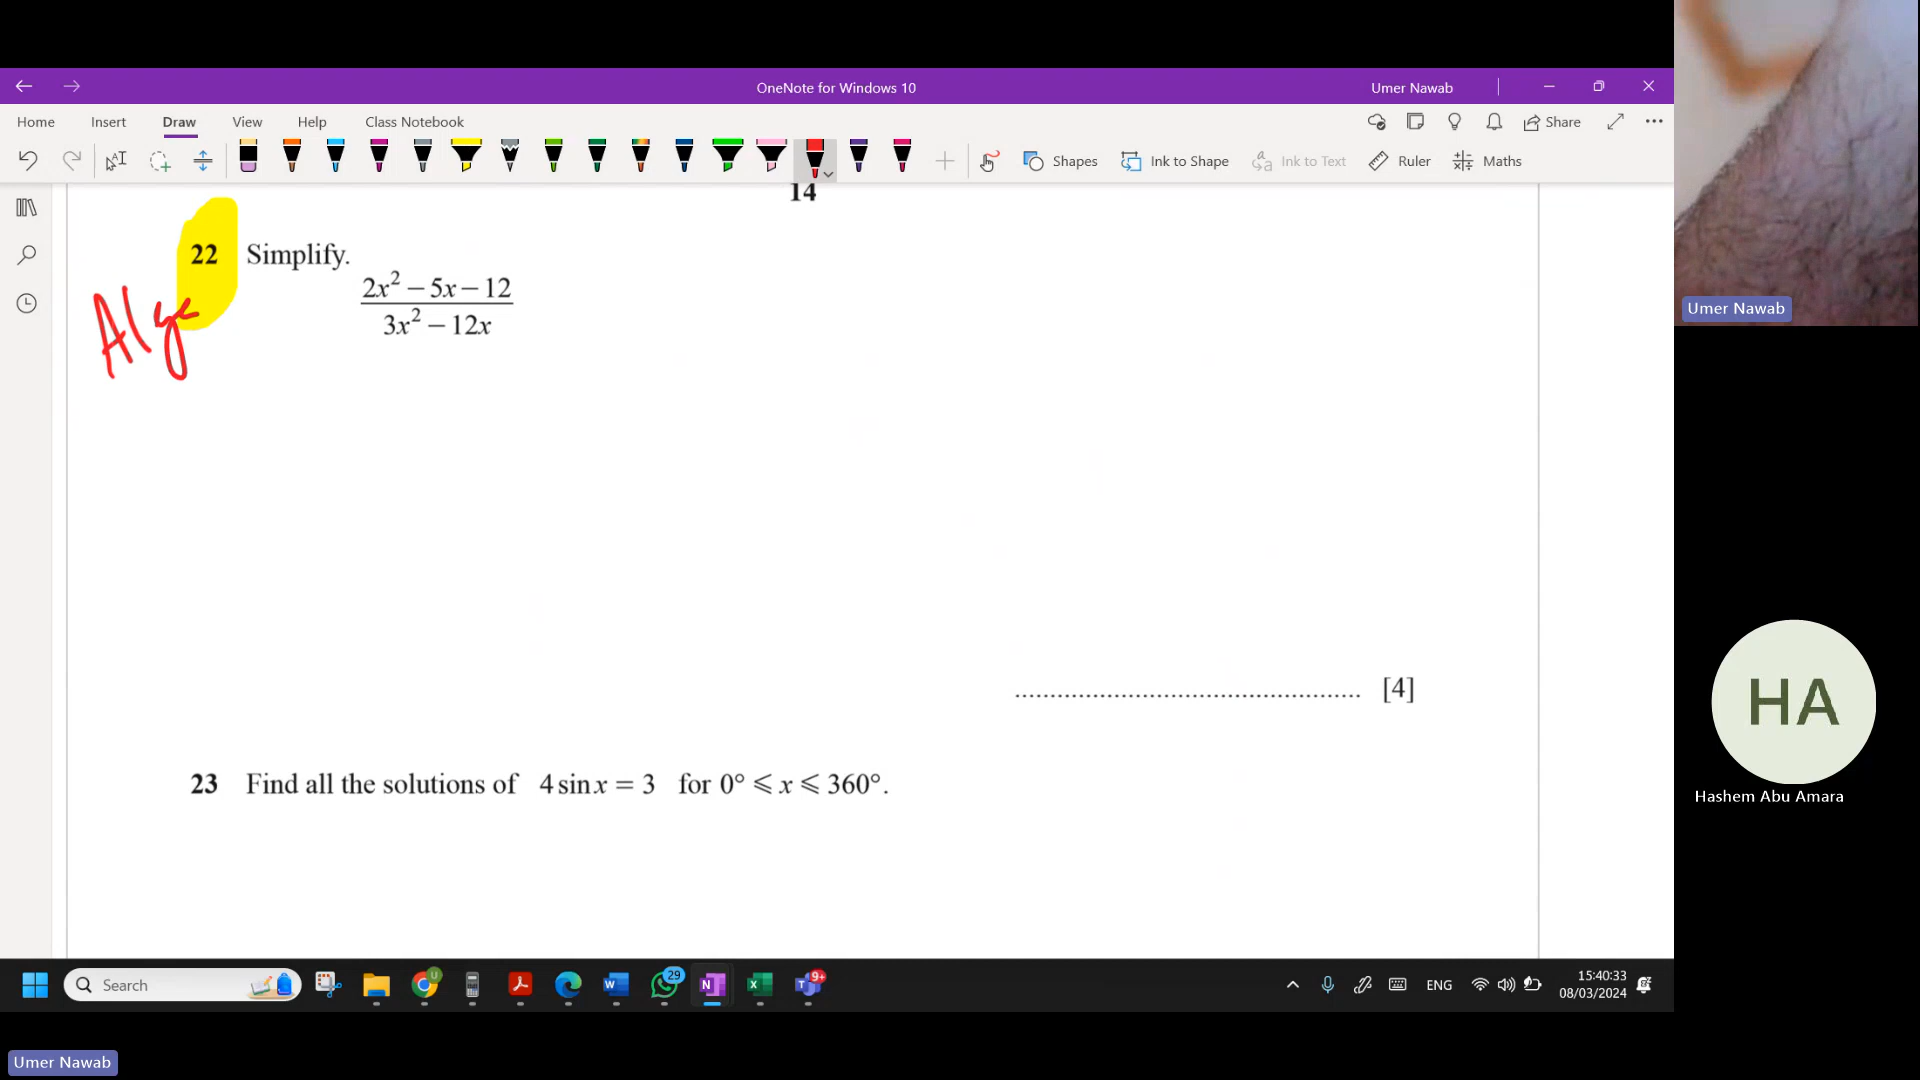 OneNote for Windows 10
Umer Nawab
Home Insert Draw View Help Class Notebook
Share
Shapes Ink to Shape Ink to Text Ruler Maths
14
22 Simplify.
2x² − 5x − 12
3x² − 12x
Alge
[4]
23 Find all the solutions of 4 sin x = 3 for 0° ⩽ x ⩽ 360°.
Umer Nawab
HA
Hashem Abu Amara
Search
29
9+
ENG
15:40:33
08/03/2024
Umer Nawab